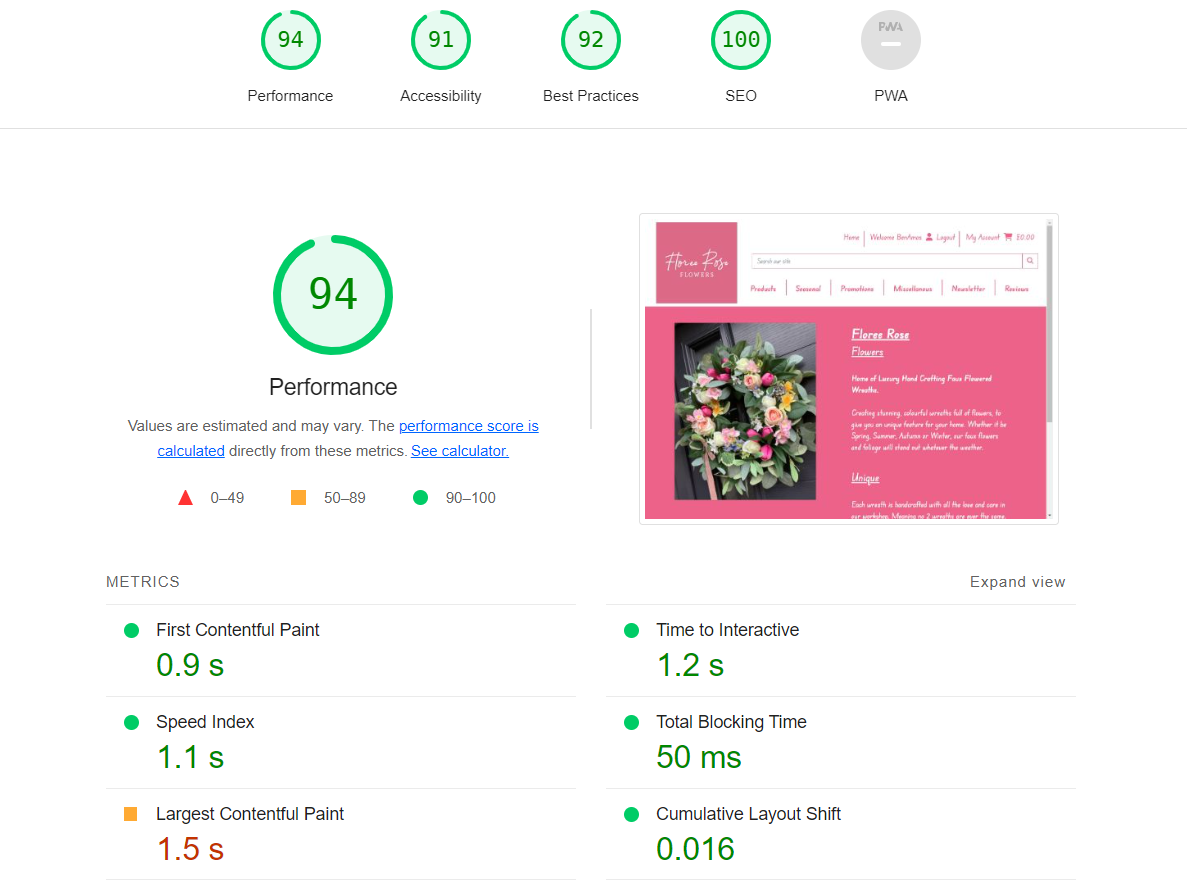 94 91 92 100 PWA
Performance Accessibility Best Practices SEO PWA
94
Performance
Values are estimated and may vary. The performance score is
calculated directly from these metrics. See calculator.
0–49 50–89 90–100
Floree Rose
FLOWERS
Home Welcome Bentenus Logout My Account £0.00
Search our site
Products Seasonal Promotions Miscellaneous Newsletter Reviews
Floree Rose
Flowers
Home of Luxury Hand Crafting Faux Flowered
Wreaths.
Creating stunning, colourful wreaths full of flowers, to
give you an unique feature for your home. Whether it be
Spring, Summer, Autumn or Winter, our faux flowers
and foliage will stand out whatever the weather.
Unique
Each wreath is handcrafted with all the love and care in
our workshop. Meaning no 2 wreaths are ever the same.
METRICS Expand view
First Contentful Paint
0.9 s
Time to Interactive
1.2 s
Speed Index
1.1 s
Total Blocking Time
50 ms
Largest Contentful Paint
1.5 s
Cumulative Layout Shift
0.016